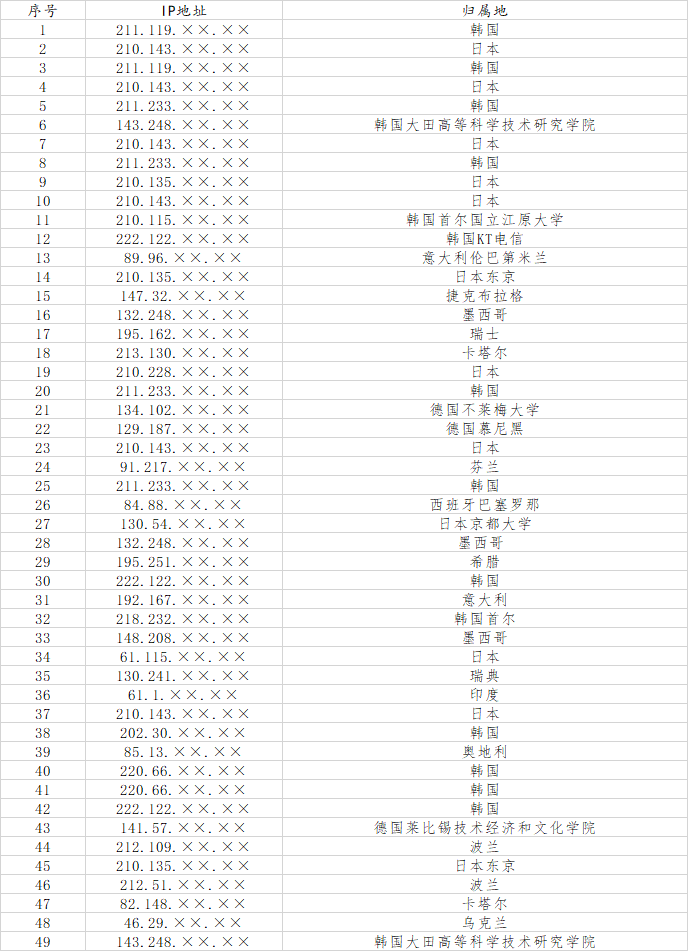 序号 IP地址 归属地
1 211.119.××.×× 韩国
2 210.143.××.×× 日本
3 211.119.××.×× 韩国
4 210.143.××.×× 日本
5 211.233.××.×× 韩国
6 143.248.××.×× 韩国大田高等科学技术研究学院
7 210.143.××.×× 日本
8 211.233.××.×× 韩国
9 210.135.××.×× 日本
10 210.143.××.×× 日本
11 210.115.××.×× 韩国首尔国立江原大学
12 222.122.××.×× 韩国KT电信
13 89.96.××.×× 意大利伦巴第米兰
14 210.135.××.×× 日本东京
15 147.32.××.×× 捷克布拉格
16 132.248.××.×× 墨西哥
17 195.162.××.×× 瑞士
18 213.130.××.×× 卡塔尔
19 210.228.××.×× 日本
20 211.233.××.×× 韩国
21 134.102.××.×× 德国不莱梅大学
22 129.187.××.×× 德国慕尼黑
23 210.143.××.×× 日本
24 91.217.××.×× 芬兰
25 211.233.××.×× 韩国
26 84.88.××.×× 西班牙巴塞罗那
27 130.54.××.×× 日本京都大学
28 132.248.××.×× 墨西哥
29 195.251.××.×× 希腊
30 222.122.××.×× 韩国
31 192.167.××.×× 意大利
32 218.232.××.×× 韩国首尔
33 148.208.××.×× 墨西哥
34 61.115.××.×× 日本
35 130.241.××.×× 瑞典
36 61.1.××.×× 印度
37 210.143.××.×× 日本
38 202.30.××.×× 韩国
39 85.13.××.×× 奥地利
40 220.66.××.×× 韩国
41 220.66.××.×× 韩国
42 222.122.××.×× 韩国
43 141.57.××.×× 德国莱比锡技术经济和文化学院
44 212.109.××.×× 波兰
45 210.135.××.×× 日本东京
46 212.51.××.×× 波兰
47 82.148.××.×× 卡塔尔
48 46.29.××.×× 乌克兰
49 143.248.××.×× 韩国大田高等科学技术研究学院